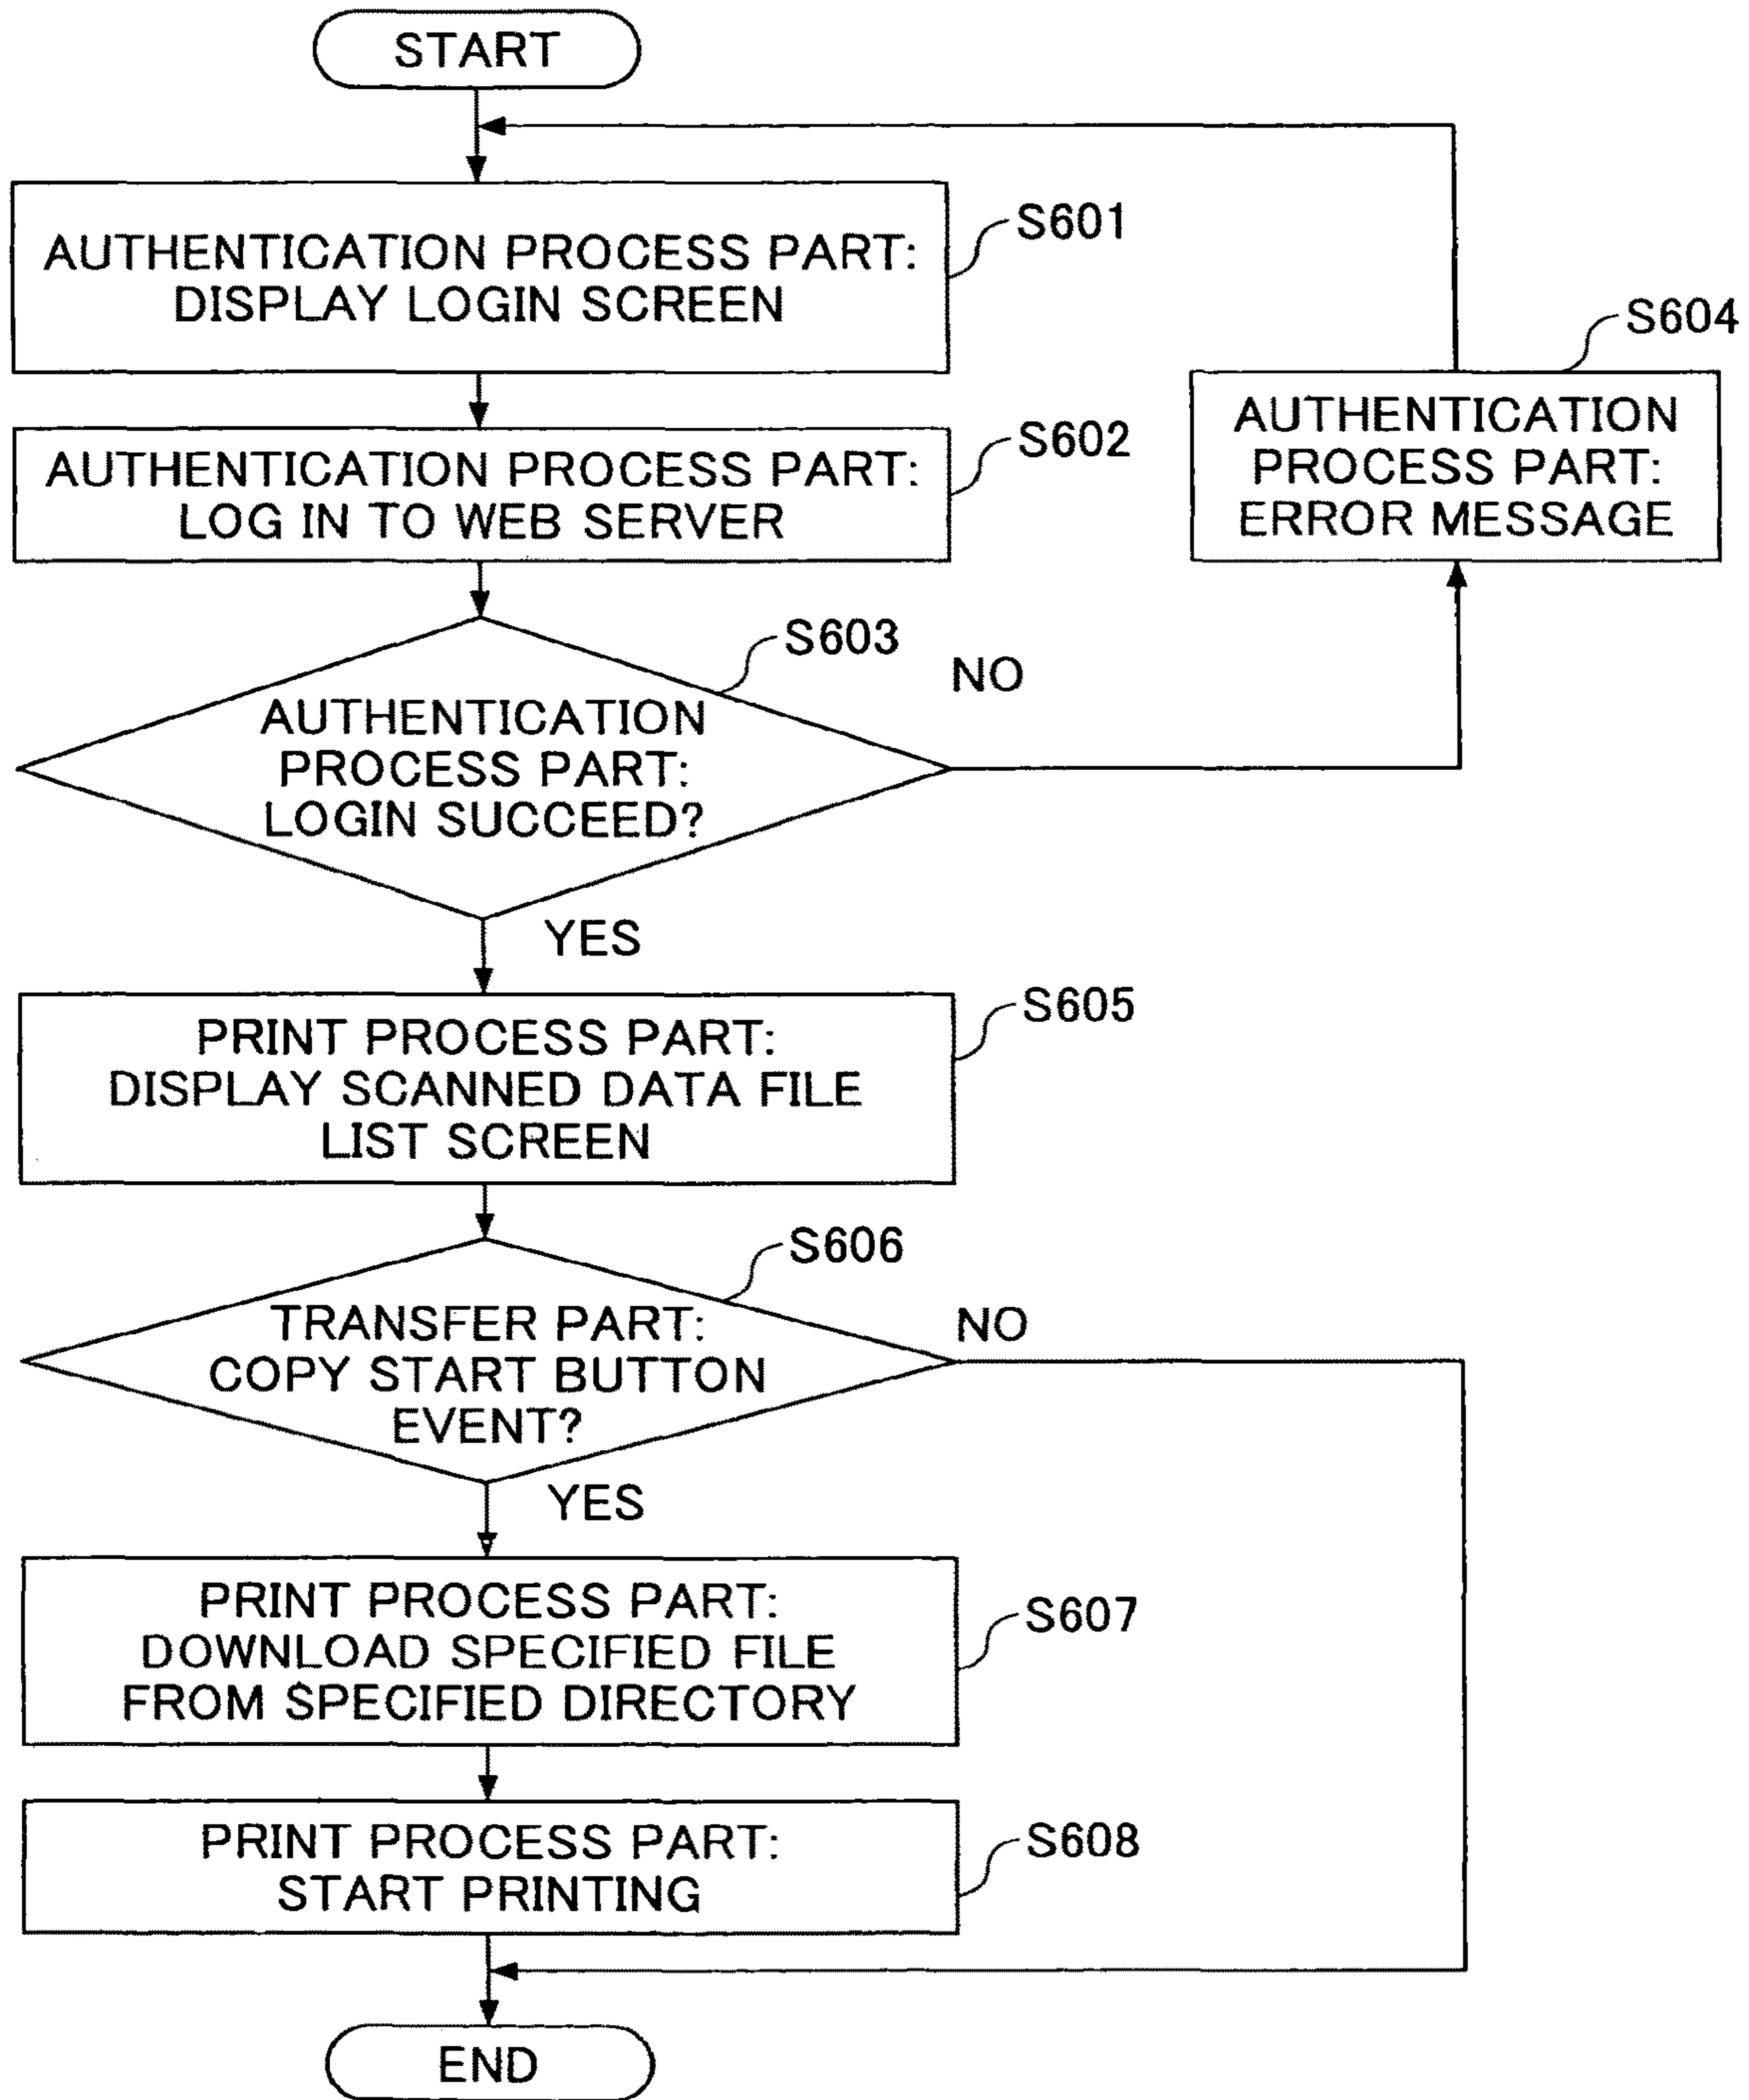 START
AUTHENTICATION PROCESS PART:
DISPLAY LOGIN SCREEN
S601
AUTHENTICATION PROCESS PART:
LOG IN TO WEB SERVER
S602
AUTHENTICATION
PROCESS PART:
LOGIN SUCCEED?
S603
NO
AUTHENTICATION
PROCESS PART:
ERROR MESSAGE
S604
YES
PRINT PROCESS PART:
DISPLAY SCANNED DATA FILE
LIST SCREEN
S605
TRANSFER PART:
COPY START BUTTON
EVENT?
S606
NO
YES
PRINT PROCESS PART:
DOWNLOAD SPECIFIED FILE
FROM SPECIFIED DIRECTORY
S607
PRINT PROCESS PART:
START PRINTING
S608
END